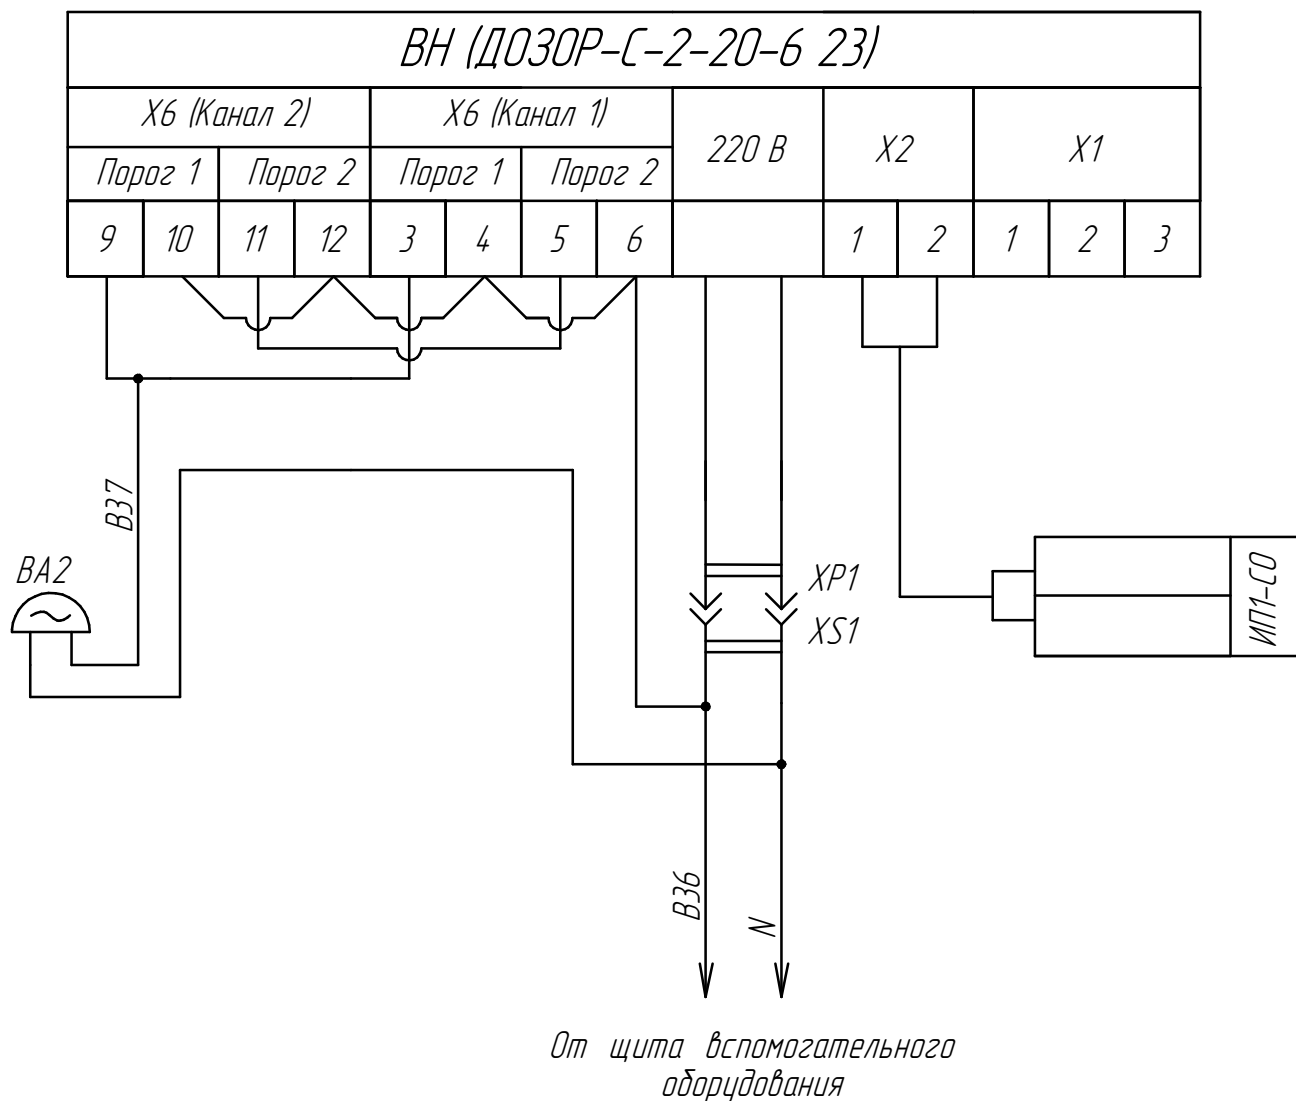 ВН (ДОЗОР-С-2-20-6 23)
Х6 (Канал 2) Х6 (Канал 1) 220 В Х2 Х1
Порог 1 Порог 2 Порог 1 Порог 2
9 10 11 12 3 4 5 6 1 2 1 2 3
В37
ВА2
ХР1
XS1
ИП1-СО
В36
N
От щита вспомогательного
оборудования